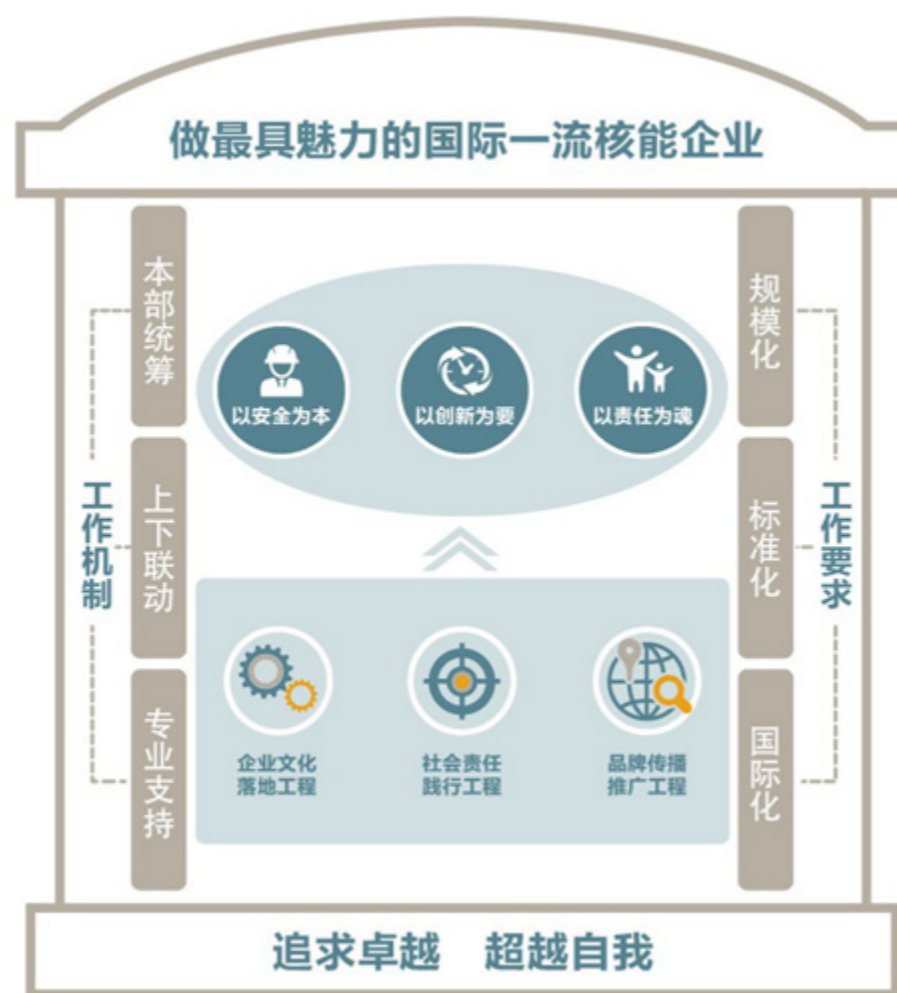 做最具魅力的国际一流核能企业
工作机制
本部统筹
上下联动
专业支持
以安全为本
以创新为要
以责任为魂
企业文化
落地工程
社会责任
践行工程
品牌传播
推广工程
规模化
标准化
国际化
工作要求
追求卓越 超越自我